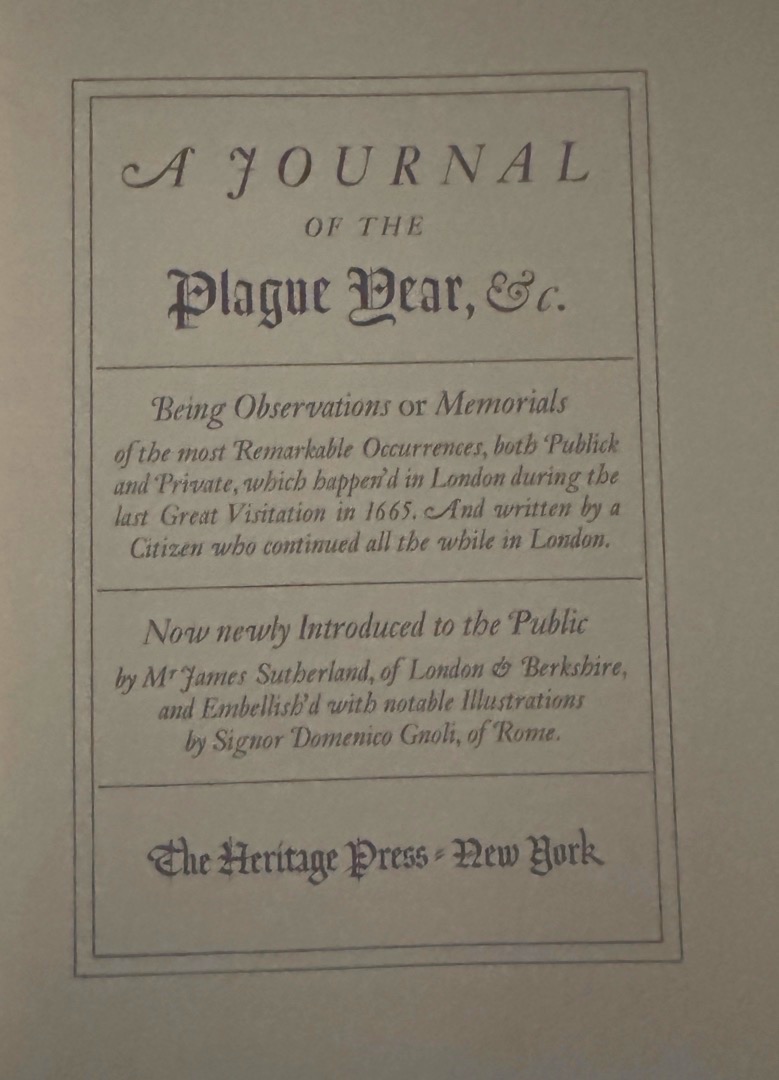 A JOURNAL
OF THE
Plague Year, &c.
Being Observations or Memorials
of the most Remarkable Occurrences, both Publick
and Private, which happen'd in London during the
last Great Visitation in 1665. And written by a
Citizen who continued all the while in London.
Now newly Introduced to the Public
by Mr James Sutherland, of London & Berkshire,
and Embellish'd with notable Illustrations
by Signor Domenico Gnoli, of Rome.
The Heritage Press - New York